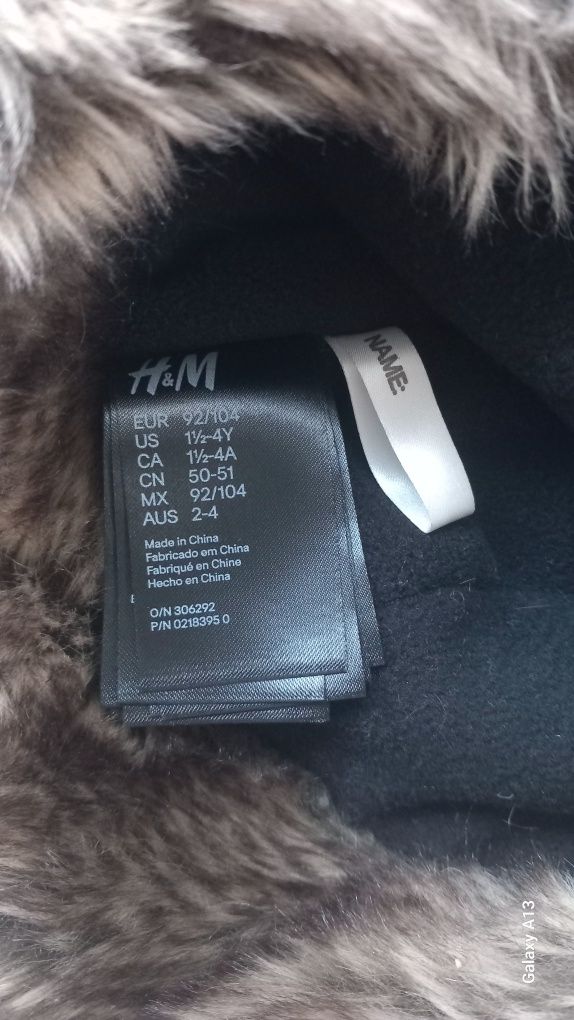 H&M
EUR 92/104
US 1½-4Y
CA 1½-4A
CN 50-51
MX 92/104
AUS 2-4
Made in China
Fabricado em China
Fabriqué en Chine
Hecho en China
O/N 306292
P/N 0218395 0
NAME:
Galaxy A13